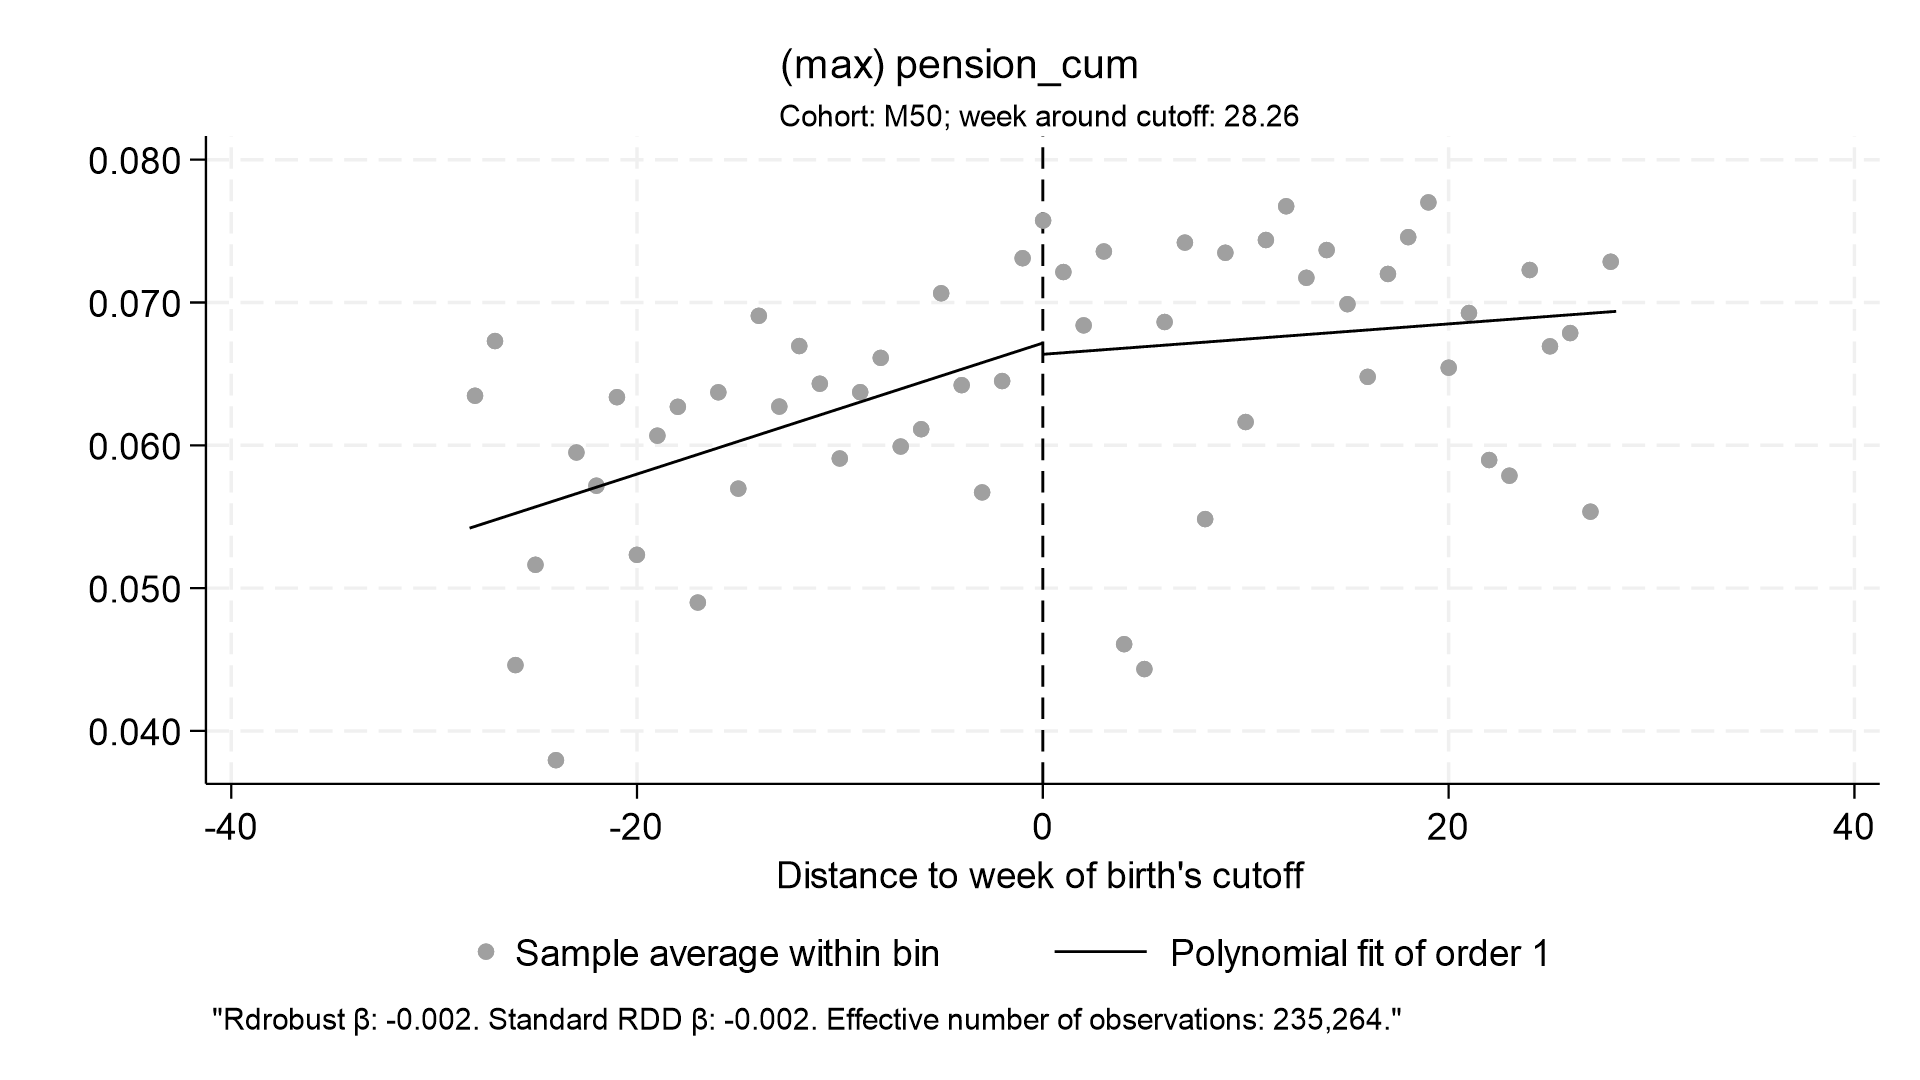 (max) pension_cum
Cohort: M50; week around cutoff: 28.26
0.080
0.070
0.060
0.050
0.040
-40 -20 0 20 40
Distance to week of birth's cutoff
Sample average within bin Polynomial fit of order 1
"Rdrobust β: -0.002. Standard RDD β: -0.002. Effective number of observations: 235,264."